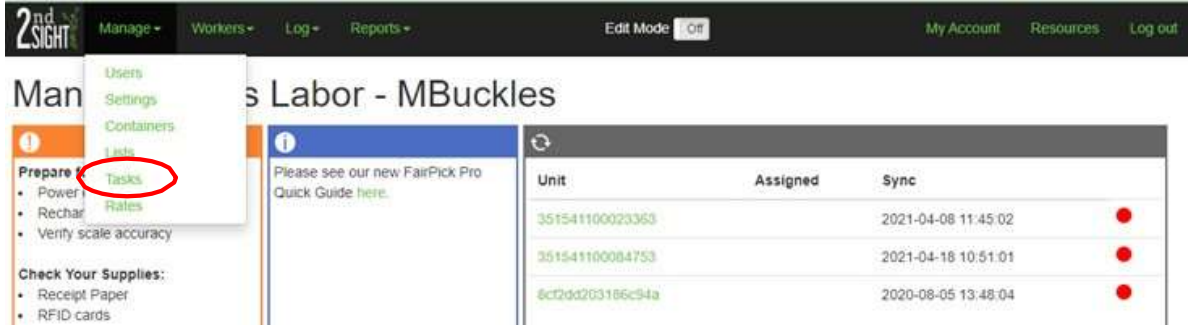 2nd SIGHT
Manage
Workers
Log
Reports
Edit Mode Off
My Account
Resources
Log out
Users
Settings
Containers
Lists
Tasks
Rates
Man s Labor - MBuckles
Prepare
• Power
• Rechar
• Verify scale accuracy
Check Your Supplies:
• Receipt Paper
• RFID cards
Please see our new FairPick Pro
Quick Guide here.
Unit Assigned Sync
351541100023363 2021-04-08 11:45:02
351541100084753 2021-04-18 10:51:01
8cf2dd203186c94a 2020-08-05 13:48:04